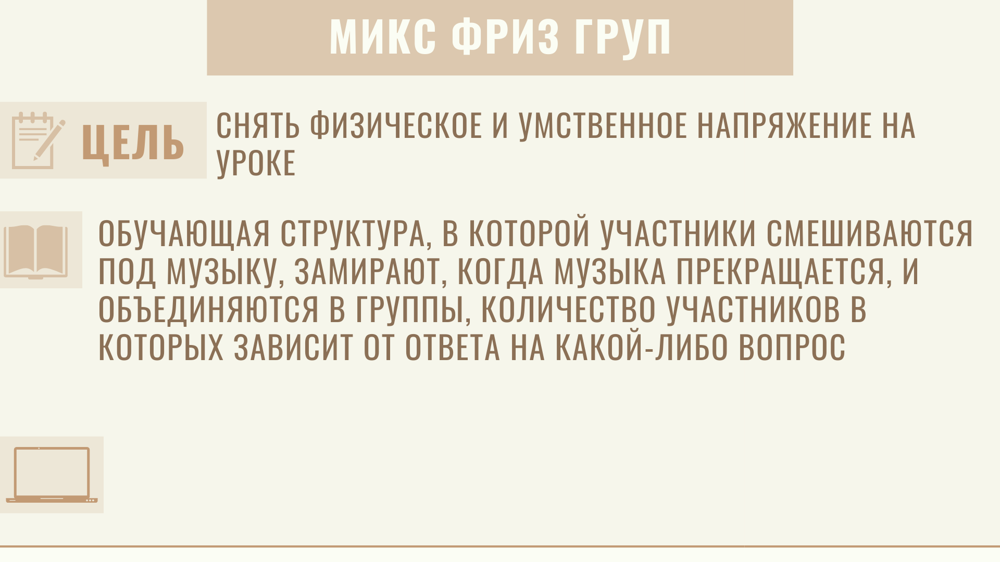 МИКС ФРИЗ ГРУП
ЦЕЛЬ
СНЯТЬ ФИЗИЧЕСКОЕ И УМСТВЕННОЕ НАПРЯЖЕНИЕ НА
УРОКЕ
ОБУЧАЮЩАЯ СТРУКТУРА, В КОТОРОЙ УЧАСТНИКИ СМЕШИВАЮТСЯ
ПОД МУЗЫКУ, ЗАМИРАЮТ, КОГДА МУЗЫКА ПРЕКРАЩАЕТСЯ, И
ОБЪЕДИНЯЮТСЯ В ГРУППЫ, КОЛИЧЕСТВО УЧАСТНИКОВ В
КОТОРЫХ ЗАВИСИТ ОТ ОТВЕТА НА КАКОЙ-ЛИБО ВОПРОС